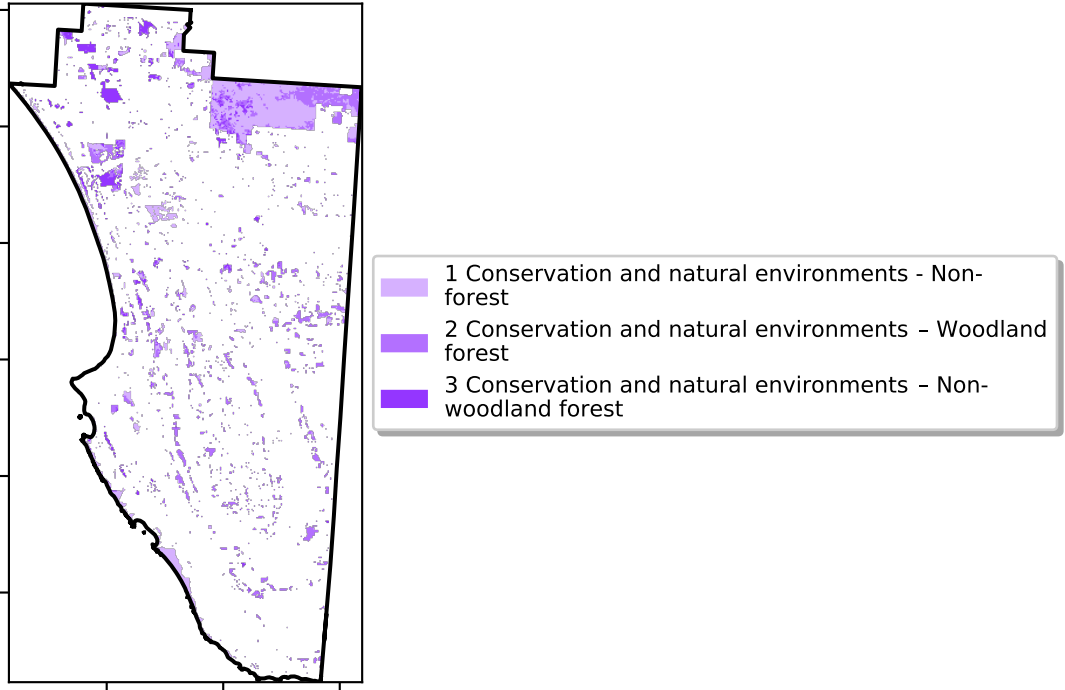 1 Conservation and natural environments - Non-
forest
2 Conservation and natural environments – Woodland
forest
3 Conservation and natural environments – Non-
woodland forest